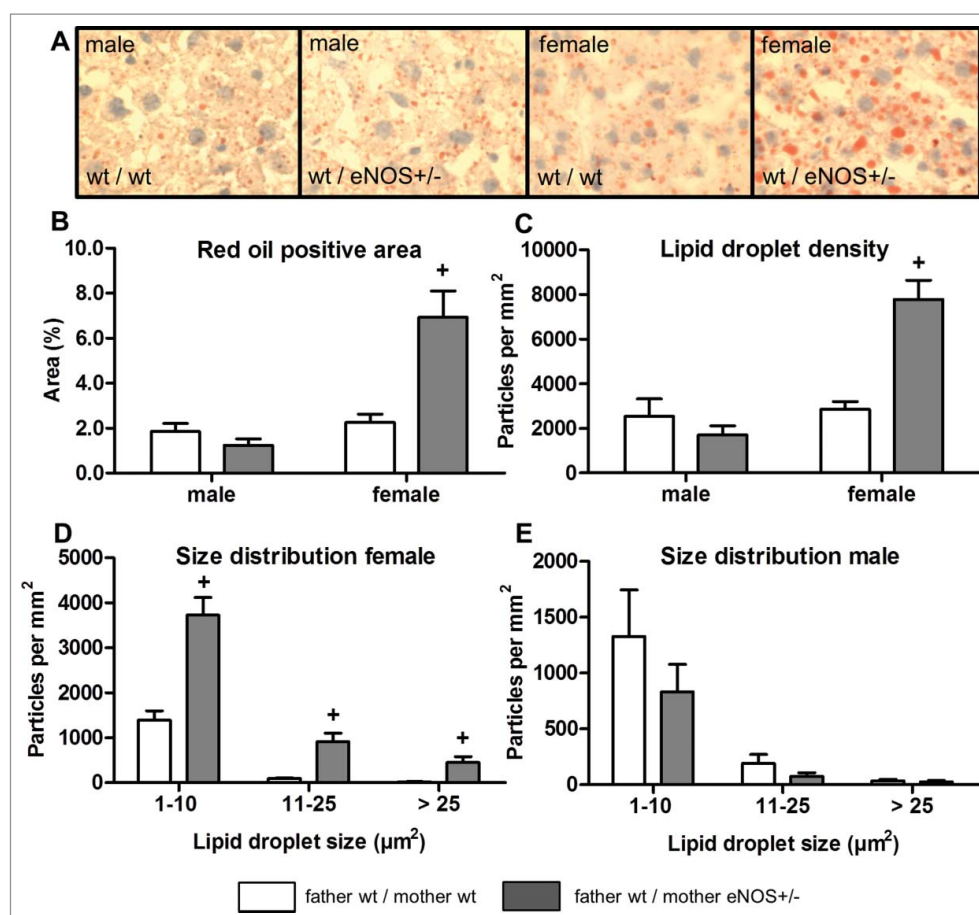 A
male
male
female
female
wt / wt
wt / eNOS+/-
wt / wt
wt / eNOS+/-
B
Red oil positive area
Area (%)
10.0
8.0
6.0
4.0
2.0
0.0
+
male
female
C
Lipid droplet density
Particles per mm²
10000
8000
6000
4000
2000
0
+
male
female
D
Size distribution female
Particles per mm²
5000
4000
3000
2000
1000
0
+
+
+
1-10
11-25
> 25
Lipid droplet size (µm²)
E
Size distribution male
Particles per mm²
2000
1500
1000
500
0
1-10
11-25
> 25
Lipid droplet size (µm²)
father wt / mother wt
father wt / mother eNOS+/-